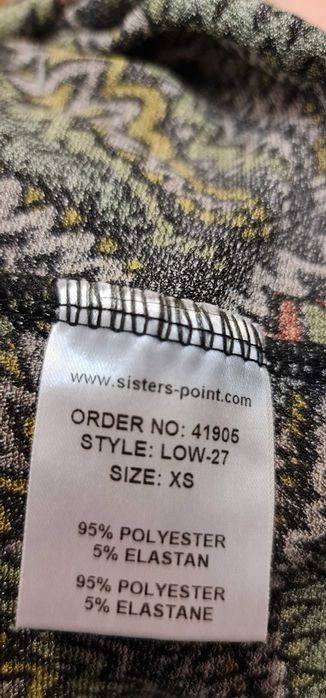 www.sisters-point.com
ORDER NO: 41905
STYLE: LOW-27
SIZE: XS
95% POLYESTER
5% ELASTAN
95% POLYESTER
5% ELASTANE